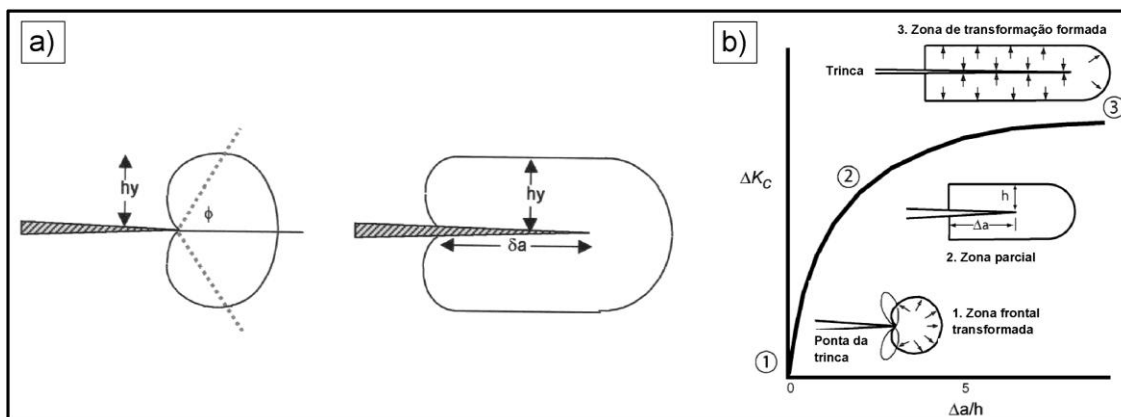 a)
hy
ϕ
hy
δa
b)
3. Zona de transformação formada
Trinca
③
②
ΔK_C
h
Δa
2. Zona parcial
1. Zona frontal
transformada
Ponta da
trinca
①
0
5
Δa/h